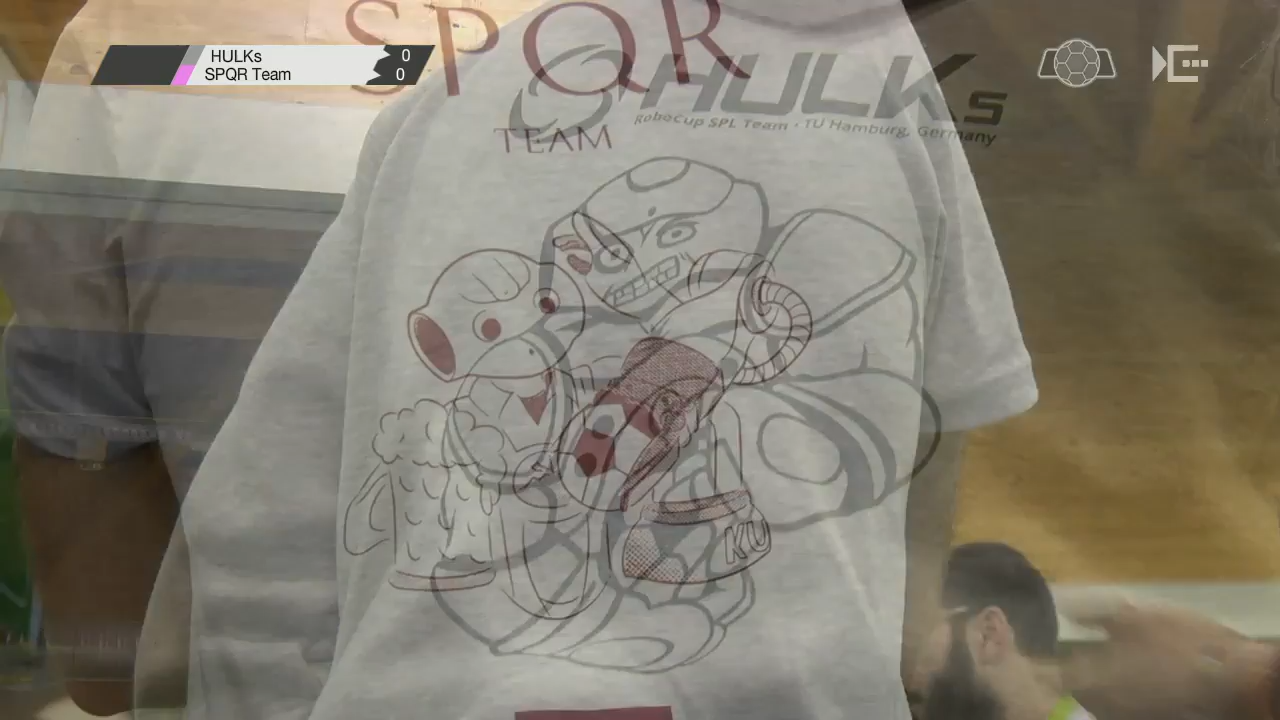 SPQR
TEAM
HULKs
RoboCup SPL Team · TU Hamburg, Germany
HULKs 0
SPQR Team 0
KU